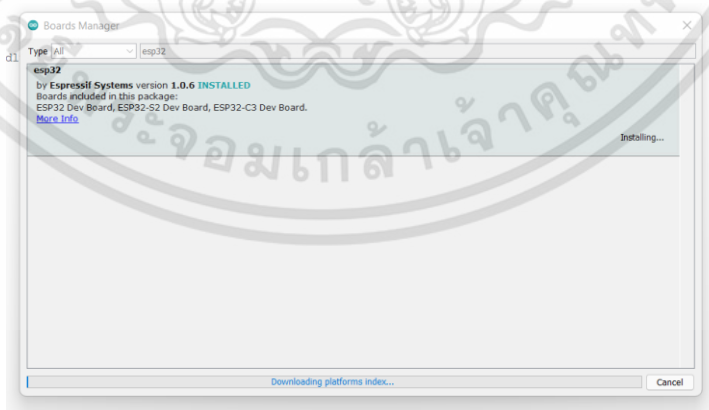 Boards Manager
Type All esp32
dl
esp32
by Espressif Systems version 1.0.6 INSTALLED
Boards included in this package:
ESP32 Dev Board, ESP32-S2 Dev Board, ESP32-C3 Dev Board.
More Info
Installing...
Downloading platforms index...
Cancel